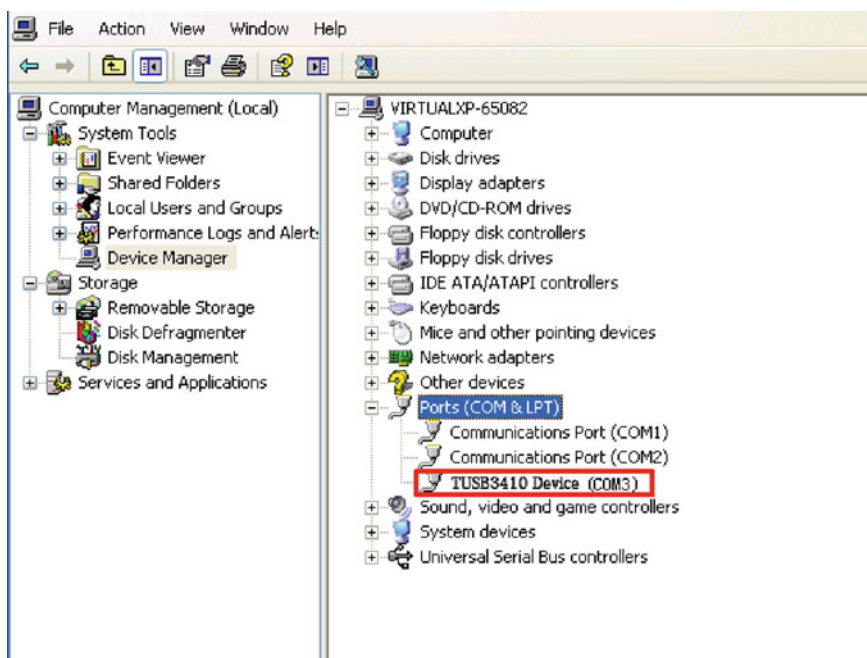 File Action View Window Help
Computer Management (Local)
System Tools
Event Viewer
Shared Folders
Local Users and Groups
Performance Logs and Alert:
Device Manager
Storage
Removable Storage
Disk Defragmenter
Disk Management
Services and Applications
VIRTUALXP-65082
Computer
Disk drives
Display adapters
DVD/CD-ROM drives
Floppy disk controllers
Floppy disk drives
IDE ATA/ATAPI controllers
Keyboards
Mice and other pointing devices
Network adapters
Other devices
Ports (COM & LPT)
Communications Port (COM1)
Communications Port (COM2)
TUSB3410 Device (COM3)
Sound, video and game controllers
System devices
Universal Serial Bus controllers